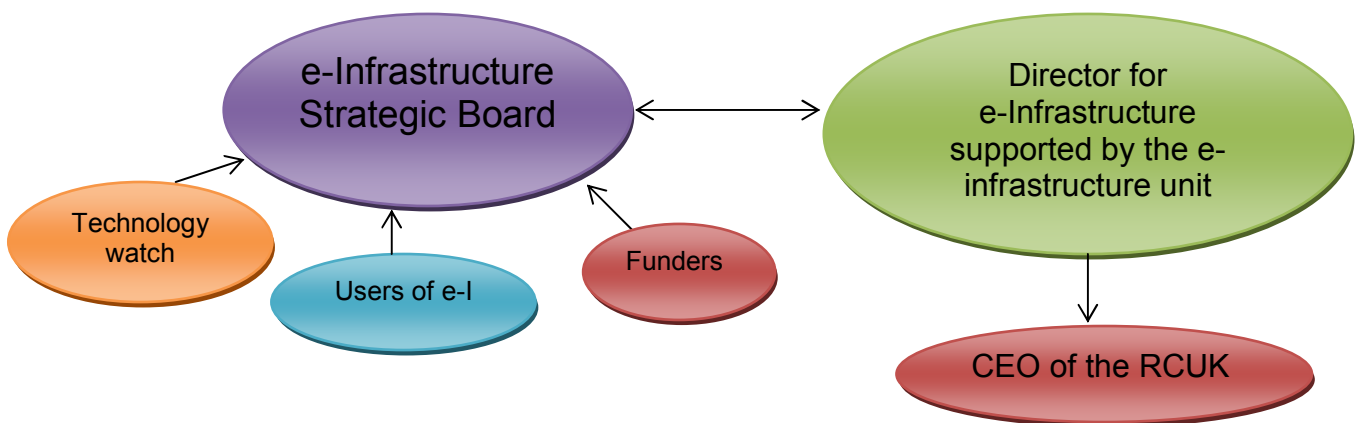 e-Infrastructure
Strategic Board
Director for
e-Infrastructure
supported by the e-
infrastructure unit
Technology
watch
Users of e-I
Funders
CEO of the RCUK